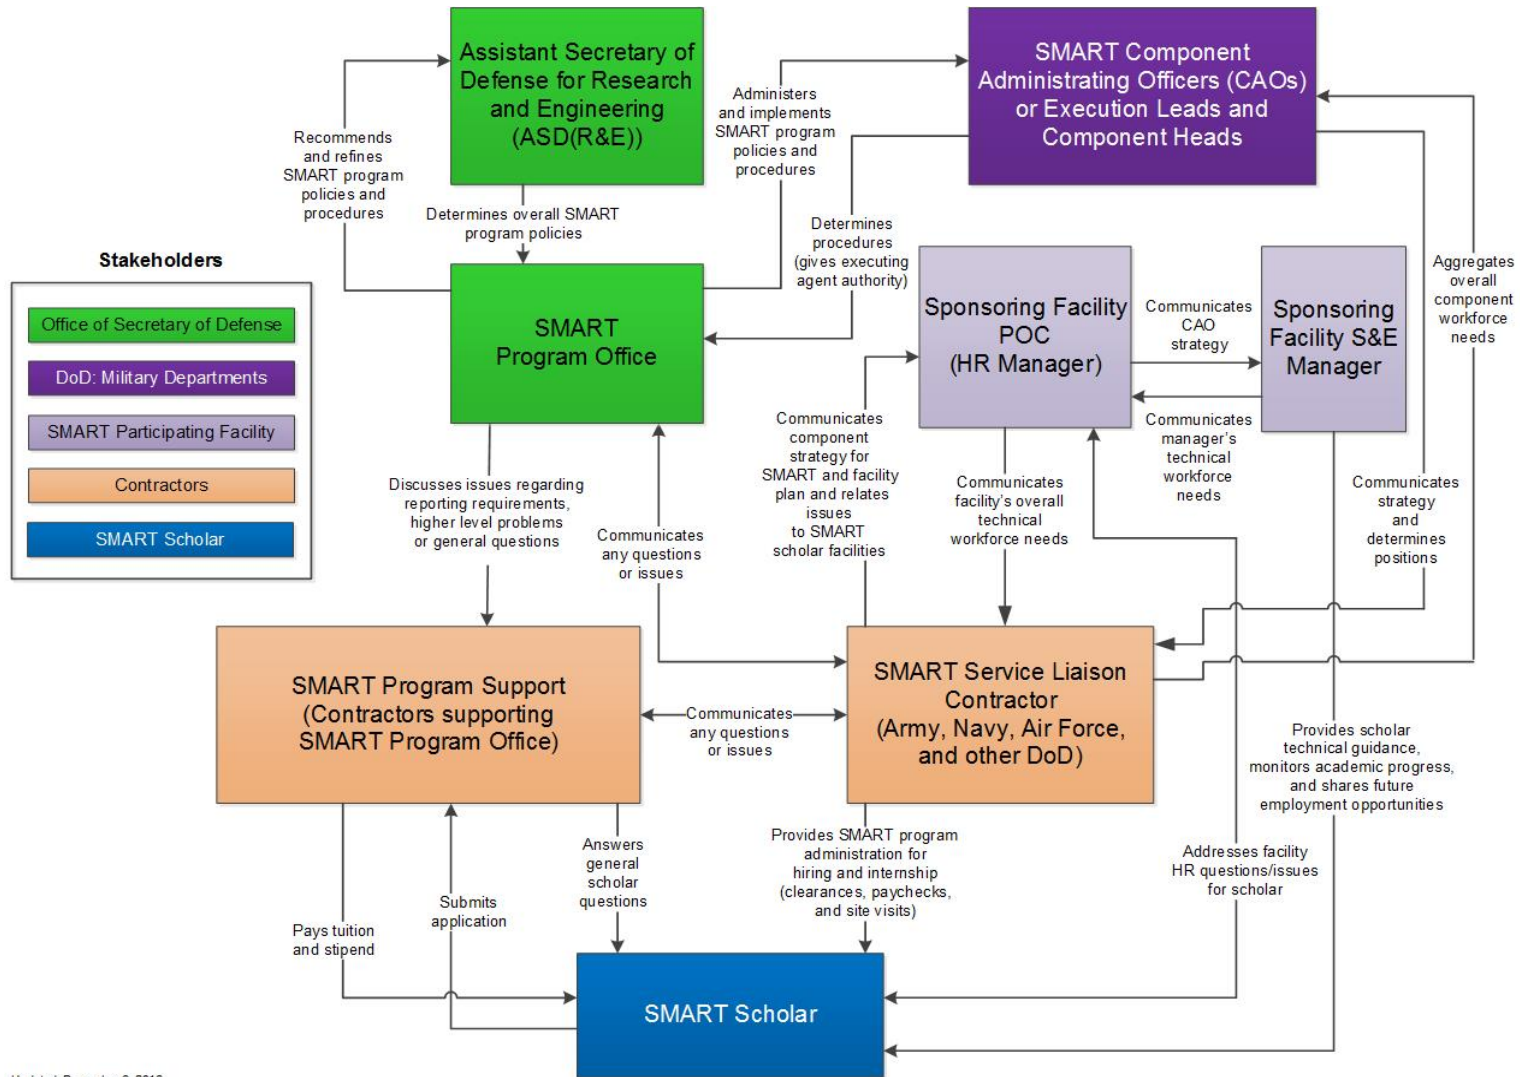 Assistant Secretary of
Defense for Research
and Engineering
(ASD(R&E))
SMART Component
Administrating Officers (CAOs)
or Execution Leads and
Component Heads
Recommends
and refines
SMART program
policies and
procedures
Administers
and implements
SMART program
policies and
procedures
Determines overall SMART
program policies
Determines
procedures
(gives executing
agent authority)
Stakeholders
Office of Secretary of Defense
DoD: Military Departments
SMART Participating Facility
Contractors
SMART Scholar
SMART
Program Office
Sponsoring Facility
POC
(HR Manager)
Communicates
CAO
strategy
Sponsoring
Facility S&E
Manager
Aggregates
overall
component
workforce
needs
Communicates
manager's
technical
workforce
needs
Discusses issues regarding
reporting requirements,
higher level problems
or general questions
Communicates
any questions
or issues
Communicates
component
strategy for
SMART and facility
plan and relates
issues
to SMART
scholar facilities
Communicates
facility's overall
technical
workforce needs
Communicates
strategy
and
determines
positions
SMART Program Support
(Contractors supporting
SMART Program Office)
Communicates
any questions
or issues
SMART Service Liaison
Contractor
(Army, Navy, Air Force,
and other DoD)
Provides scholar
technical guidance,
monitors academic progress,
and shares future
employment opportunities
Pays tuition
and stipend
Submits
application
Answers
general
scholar
questions
Provides SMART program
administration for
hiring and internship
(clearances, paychecks,
and site visits)
Addresses facility
HR questions/issues
for scholar
SMART Scholar